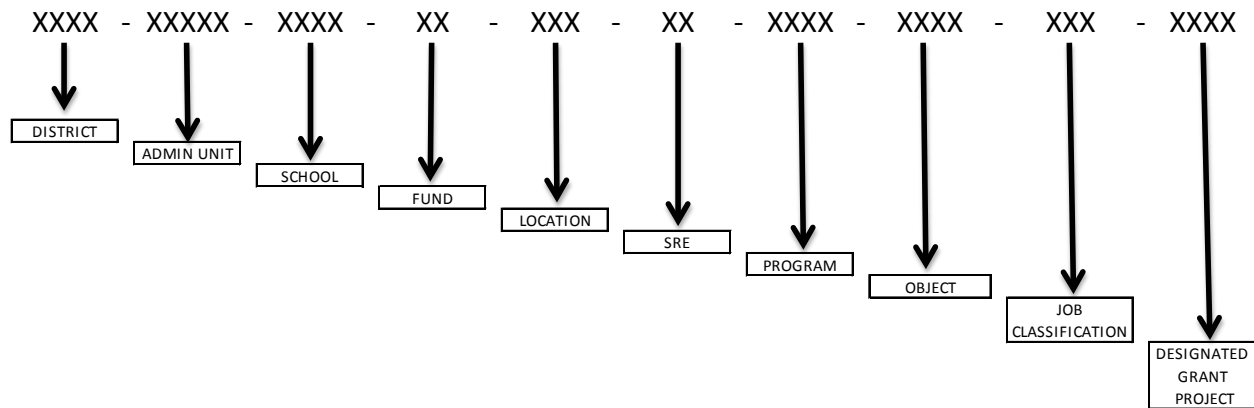 XXXX - XXXXX - XXXX - XX - XXX - XX - XXXX - XXXX - XXX - XXXX
DISTRICT
ADMIN UNIT
SCHOOL
FUND
LOCATION
SRE
PROGRAM
OBJECT
JOB
CLASSIFICATION
DESIGNATED
GRANT
PROJECT